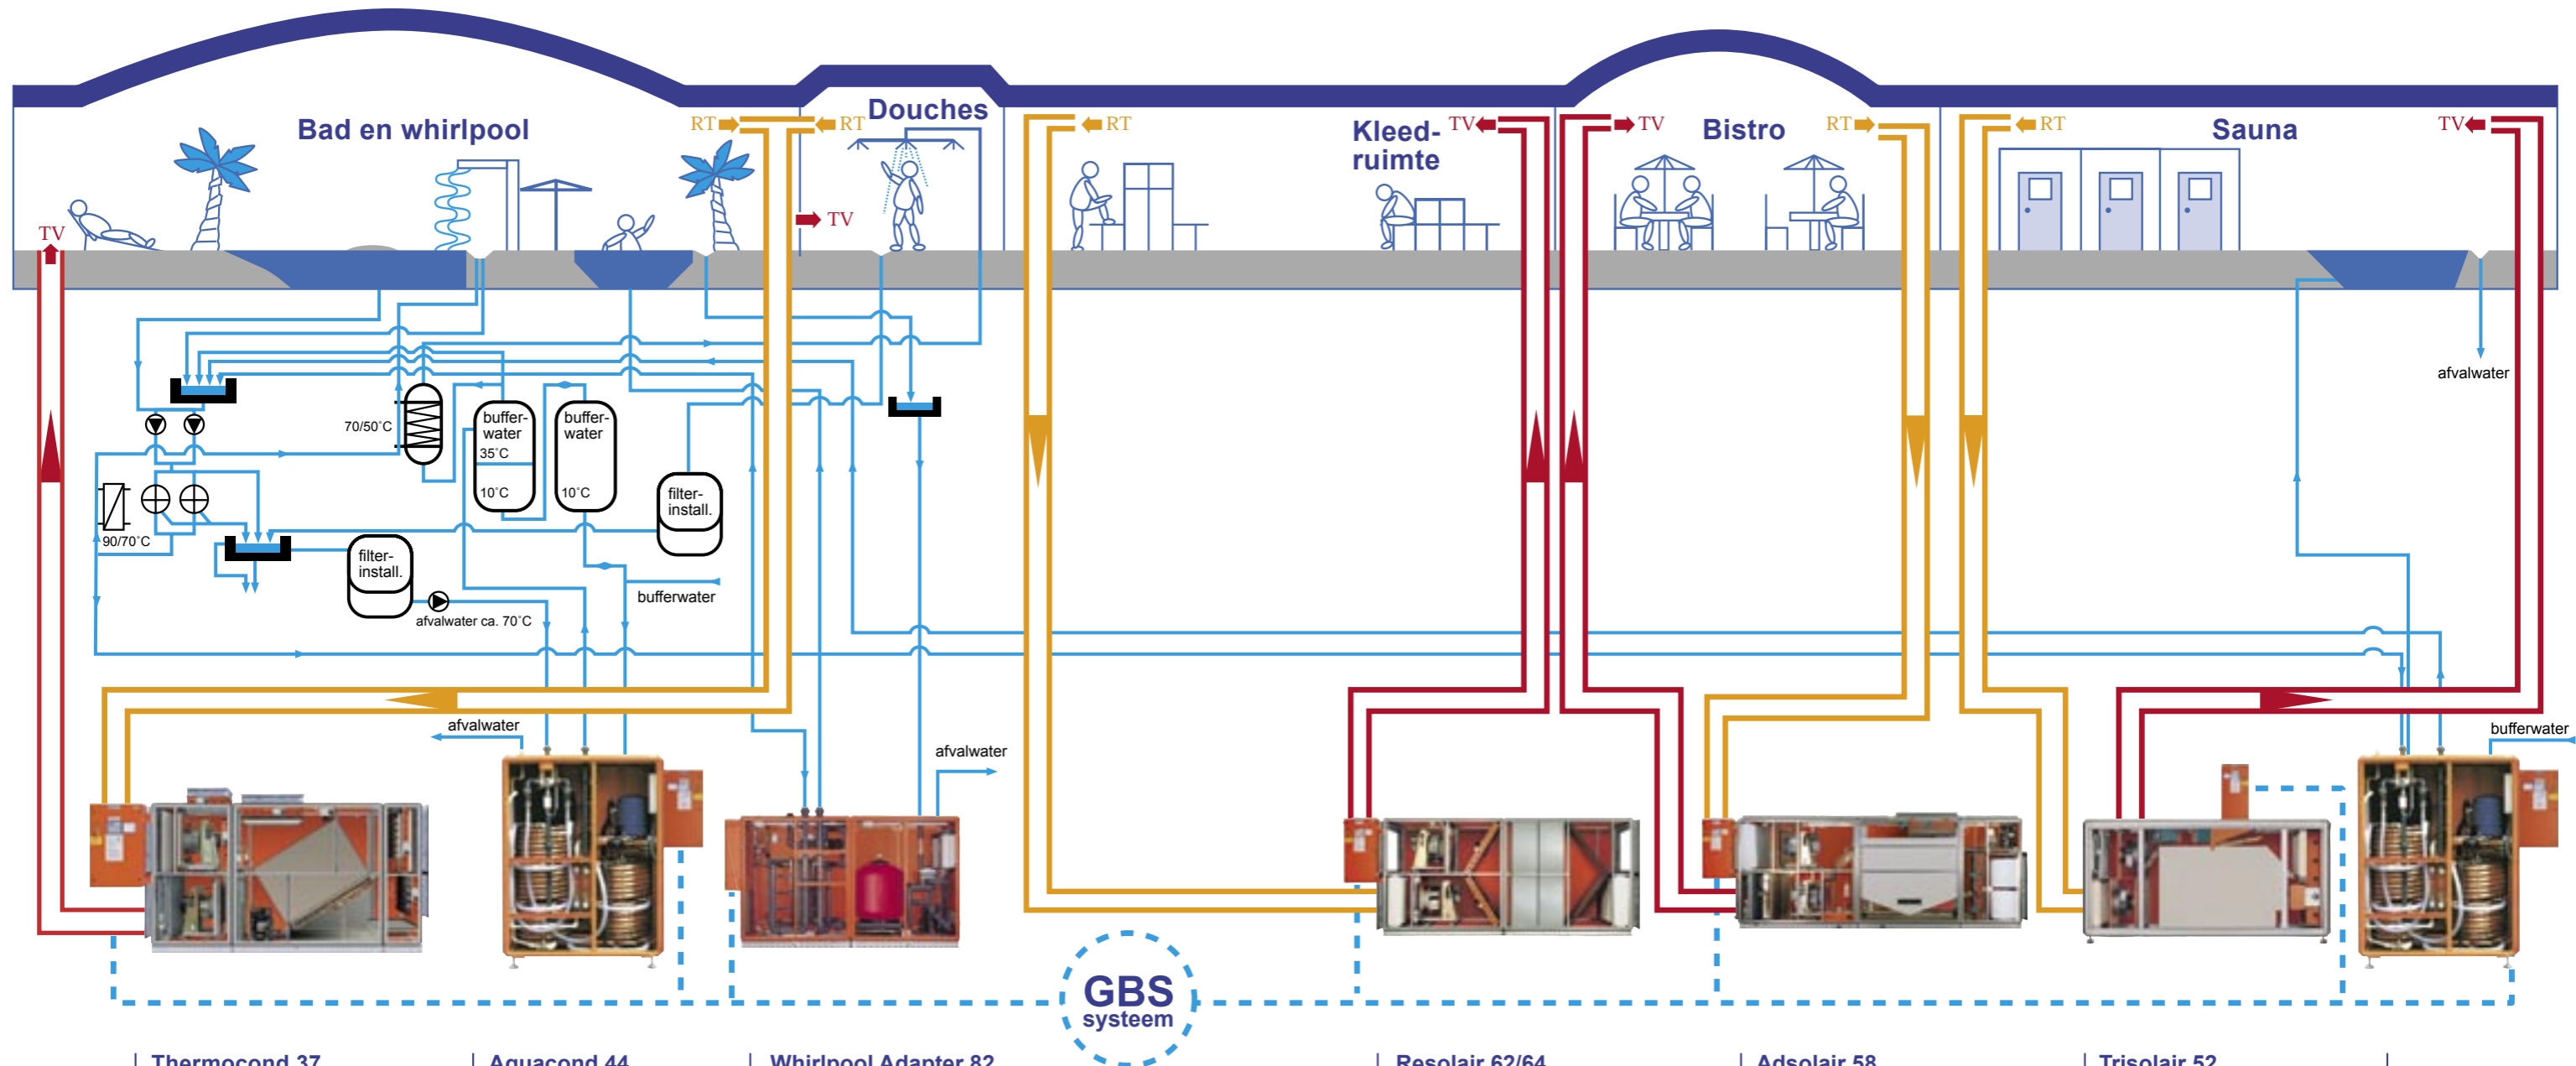 Bad en whirlpool
Douches
Kleed-
ruimte
Bistro
Sauna
RT
RT
RT
TV
TV
RT
RT
TV
TV
TV
afvalwater
70/50°C
buffer-
water
35°C
10°C
buffer-
water
10°C
filter-
install.
90/70°C
filter-
install.
afvalwater ca. 70°C
bufferwater
afvalwater
afvalwater
bufferwater
GBS
systeem
Thermocond 37
Aquacond 44
Whirlpool Adapter 82
Resolair 62/64
Adsolair 58
Trisolair 52